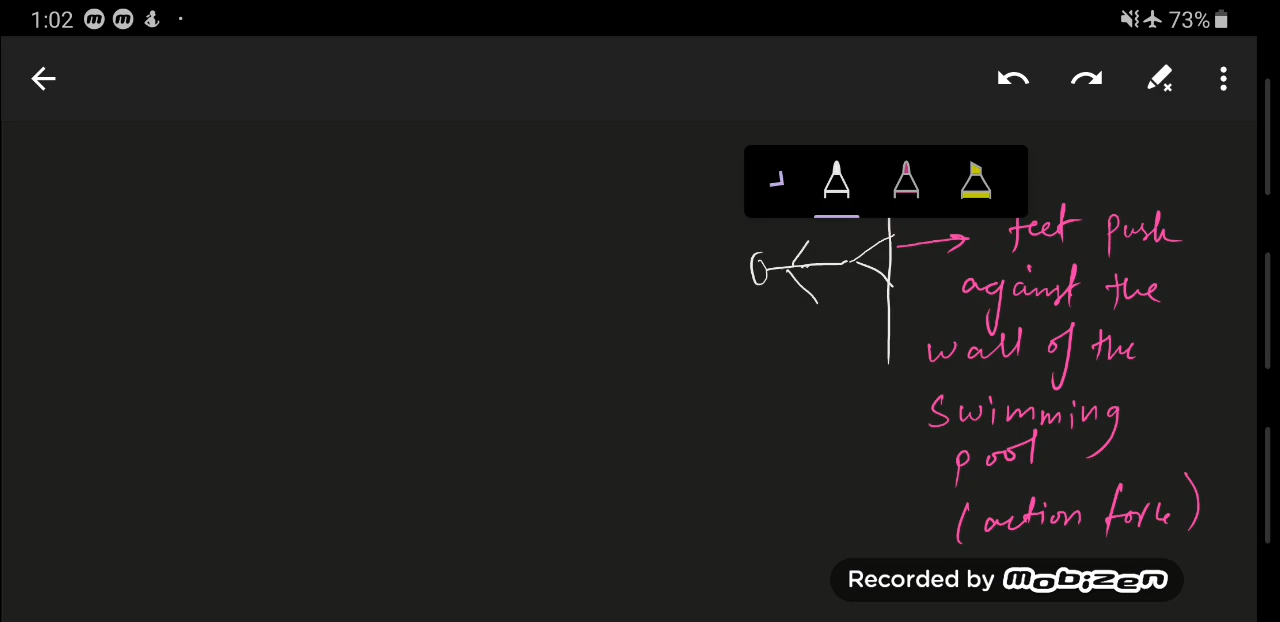 1:02
73%
feet push
against the
wall of the
swimming
pool
(action force)
Recorded by mobizen